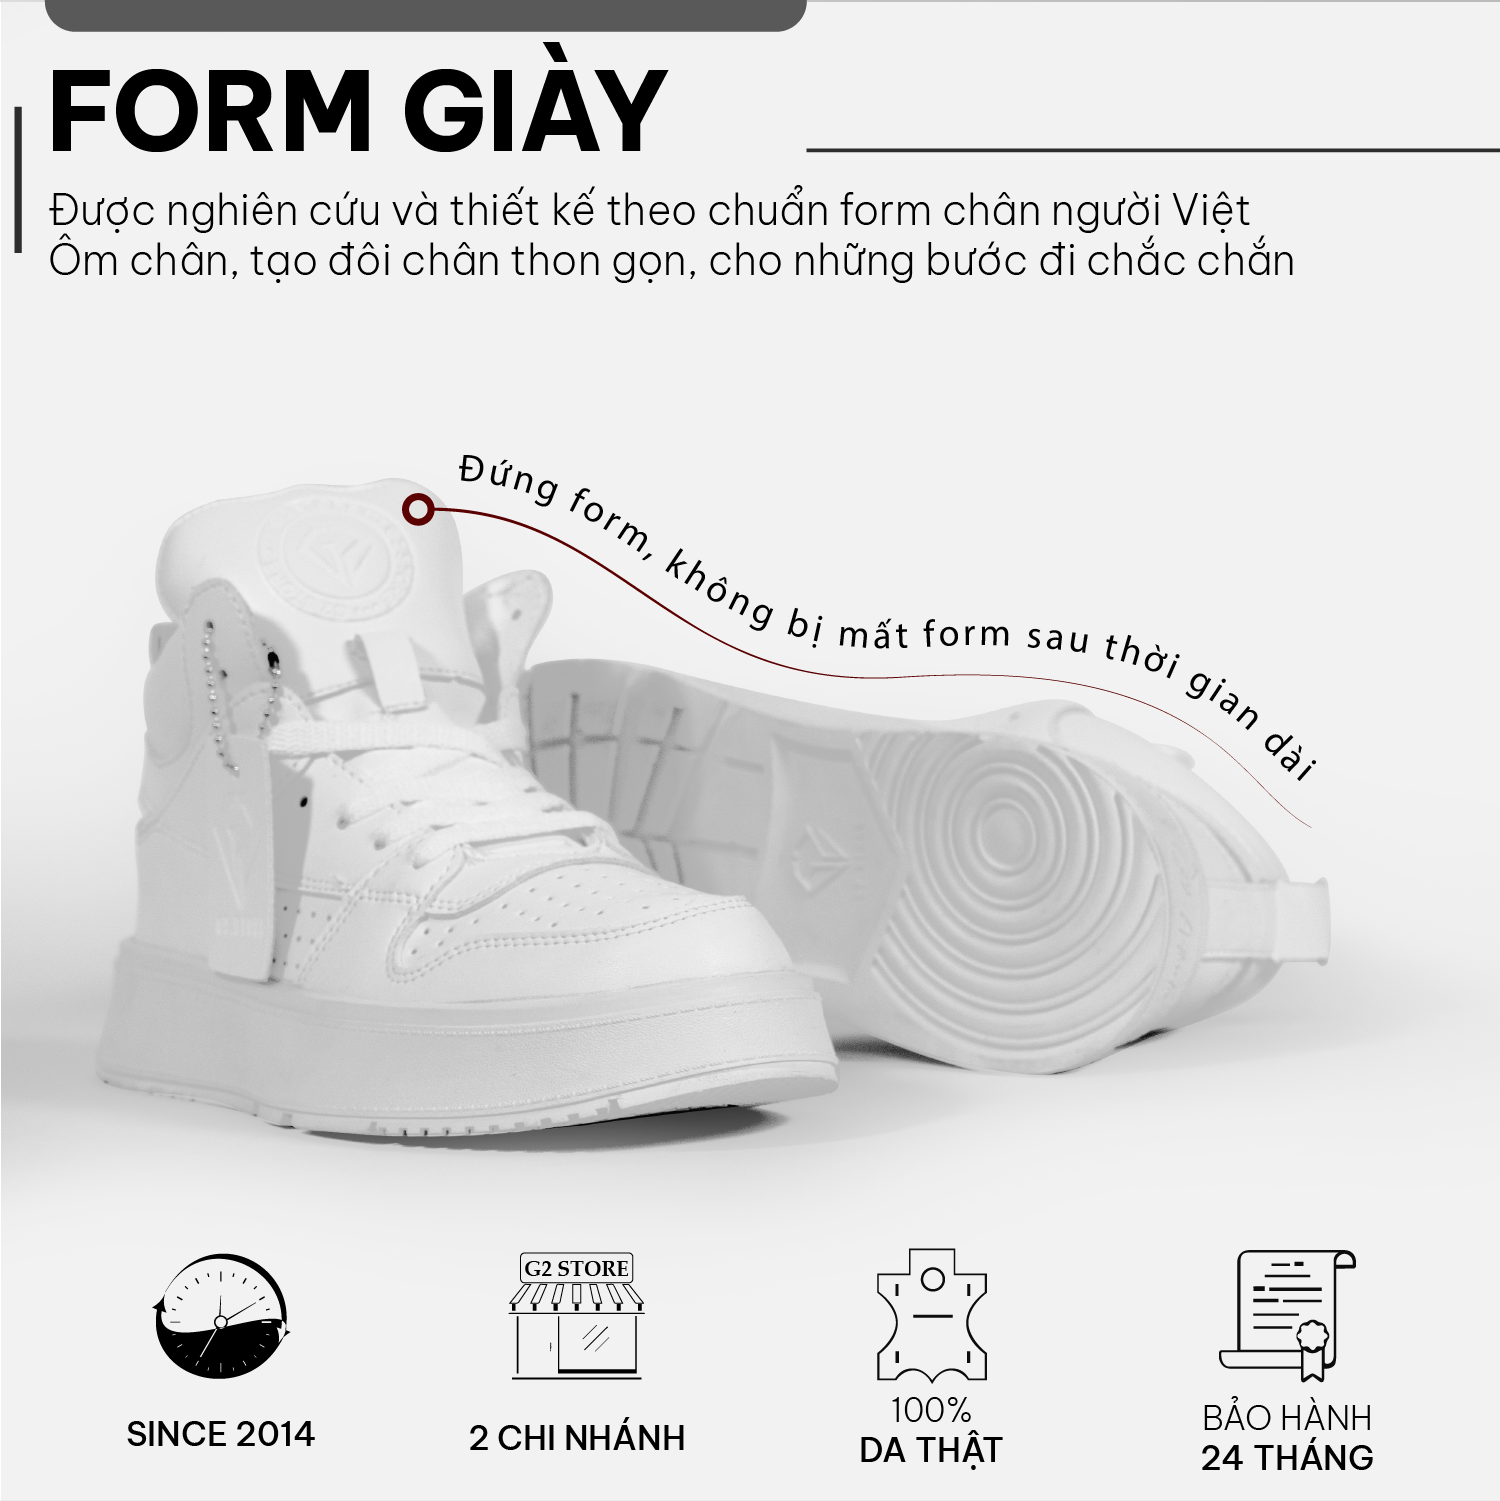 FORM GIÀY
Được nghiên cứu và thiết kế theo chuẩn form chân người Việt
Ôm chân, tạo đôi chân thon gọn, cho những bước đi chắc chắn
Đứng form, không bị mất form sau thời gian dài
G2 STORE
SINCE 2014
2 CHI NHÁNH
100%
DA THẬT
BẢO HÀNH
24 THÁNG